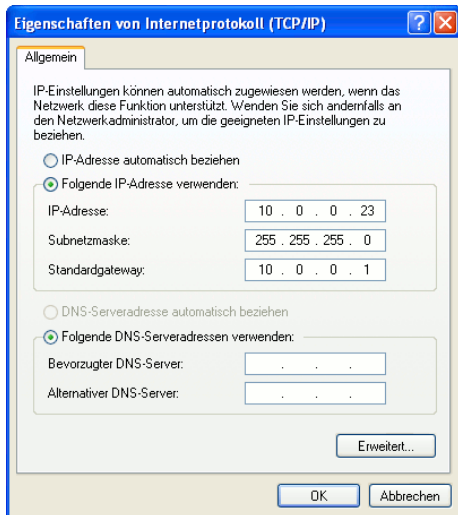 Eigenschaften von Internetprotokoll (TCP/IP)
Allgemein
IP-Einstellungen können automatisch zugewiesen werden, wenn das
Netzwerk diese Funktion unterstützt. Wenden Sie sich andernfalls an
den Netzwerkadministrator, um die geeigneten IP-Einstellungen zu
beziehen.
IP-Adresse automatisch beziehen
Folgende IP-Adresse verwenden:
IP-Adresse: 10 . 0 . 0 . 23
Subnetzmaske: 255 . 255 . 255 . 0
Standardgateway: 10 . 0 . 0 . 1
DNS-Serveradresse automatisch beziehen
Folgende DNS-Serveradressen verwenden:
Bevorzugter DNS-Server: . . .
Alternativer DNS-Server: . . .
Erweitert...
OK Abbrechen